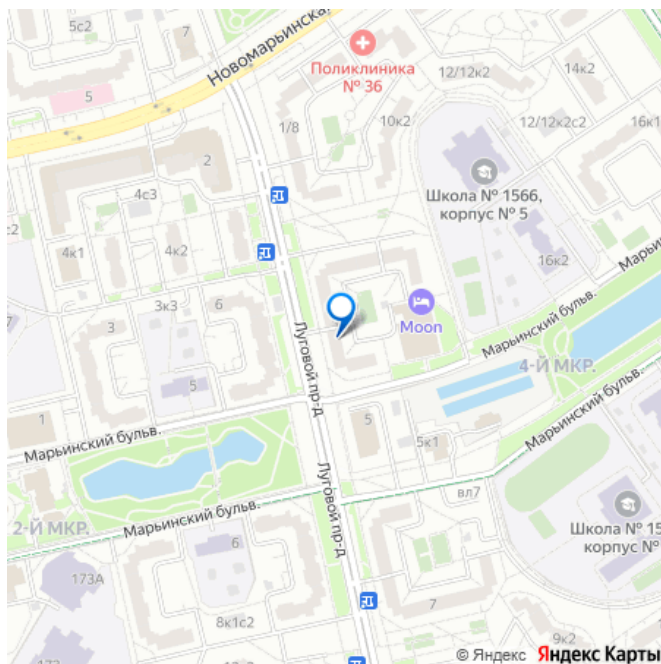 5с2
7
Новомарьинская
Поликлиника
№ 36
14к2
12/12к2
5
1/8
10к2
12/12к2с2
16к1
2
4с3
Школа № 1566,
корпус № 5
с2
4к1
4к2
16к2
Марьи
3к3
6
3
Moon
Луговой пр-д
Марьинский бульв.
4-Й МКР.
5
1
5
5к1
Марьинский бульв.
Марьинский бульв.
Луговой пр-д
вл7
2-Й МКР.
Марьинский бульв.
Школа № 15
корпус №
6
173А
7
8к1с2
9к2
© Яндекс Яндекс Карты